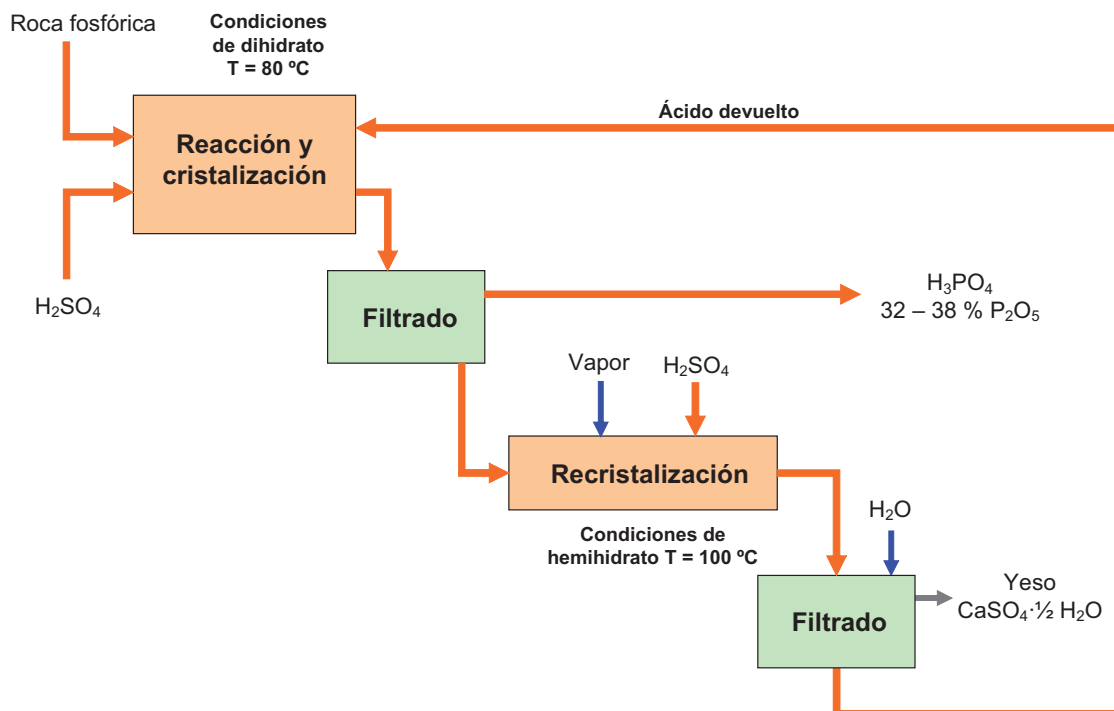 Roca fosfórica
Condiciones
de dihidrato
T = 80 ºC
Ácido devuelto
Reacción y
cristalización
H₂SO₄
Filtrado
H₃PO₄
32 – 38 % P₂O₅
Vapor
H₂SO₄
Recristalización
Condiciones de
hemihidrato T = 100 ºC
H₂O
Filtrado
Yeso
CaSO₄·½ H₂O